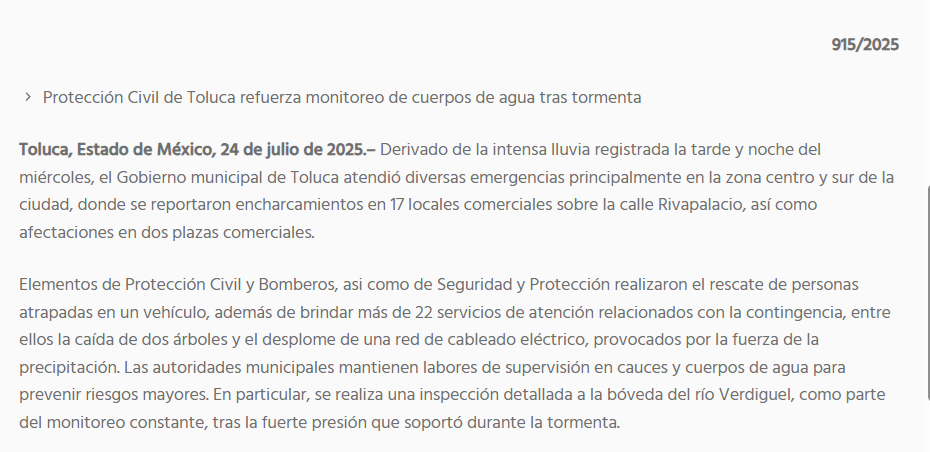 915/2025
> Protección Civil de Toluca refuerza monitoreo de cuerpos de agua tras tormenta
Toluca, Estado de México, 24 de julio de 2025.– Derivado de la intensa lluvia registrada la tarde y noche del
miércoles, el Gobierno municipal de Toluca atendió diversas emergencias principalmente en la zona centro y sur de la
ciudad, donde se reportaron encharcamientos en 17 locales comerciales sobre la calle Rivapalacio, así como
afectaciones en dos plazas comerciales.
Elementos de Protección Civil y Bomberos, asi como de Seguridad y Protección realizaron el rescate de personas
atrapadas en un vehículo, además de brindar más de 22 servicios de atención relacionados con la contingencia, entre
ellos la caída de dos árboles y el desplome de una red de cableado eléctrico, provocados por la fuerza de la
precipitación. Las autoridades municipales mantienen labores de supervisión en cauces y cuerpos de agua para
prevenir riesgos mayores. En particular, se realiza una inspección detallada a la bóveda del río Verdiguel, como parte
del monitoreo constante, tras la fuerte presión que soportó durante la tormenta.